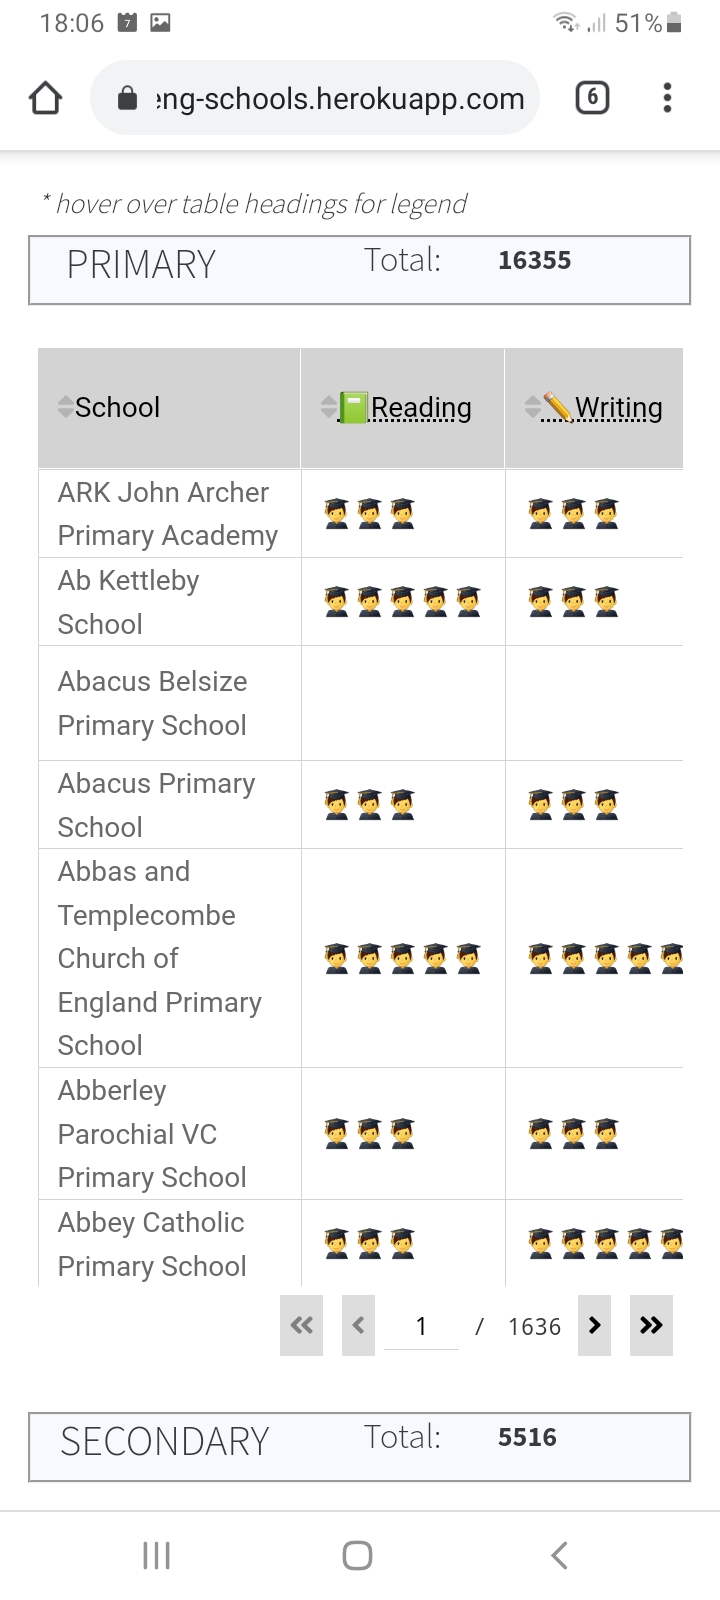 18:06 7 51%
eng-schools.herokuapp.com 6
* hover over table headings for legend
PRIMARY Total: 16355
School Reading Writing
ARK John Archer
Primary Academy
Ab Kettleby
School
Abacus Belsize
Primary School
Abacus Primary
School
Abbas and
Templecombe
Church of
England Primary
School
Abberley
Parochial VC
Primary School
Abbey Catholic
Primary School
1 / 1636
SECONDARY Total: 5516